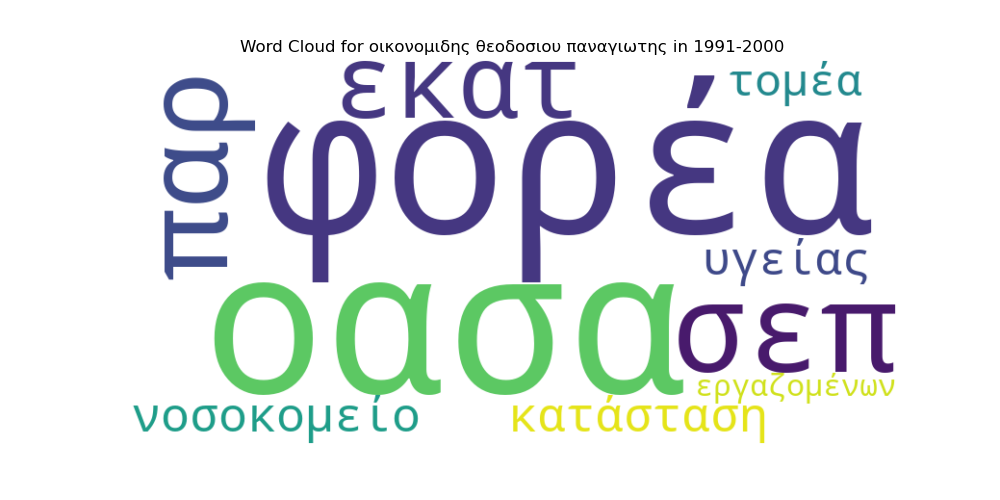 Word Cloud for οικονομιδης θεοδοσιου παναγιωτης in 1991-2000
εκατ
τομέα
παρ
φορέα
υγείας
οασα
σεπ
εργαζομένων
νοσοκομείο
κατάσταση